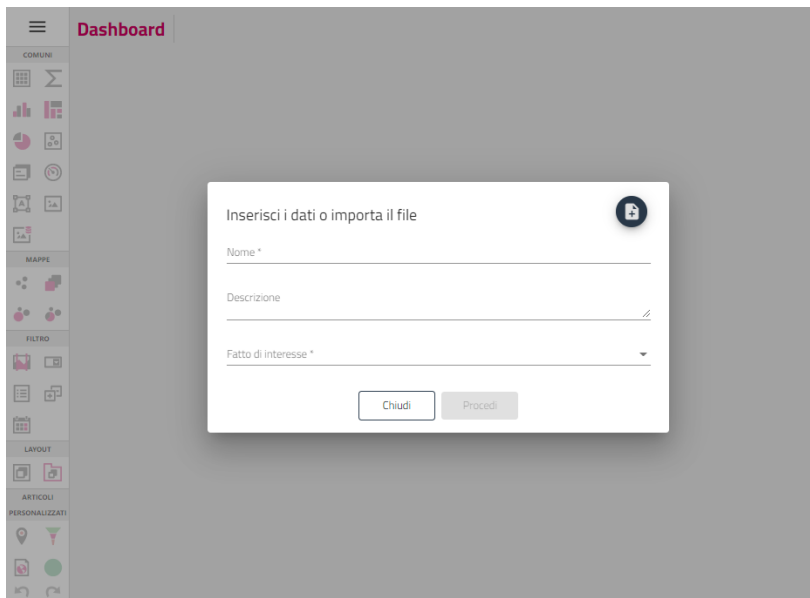 Dashboard
COMUNI
MAPPE
FILTRO
LAYOUT
ARTICOLI
PERSONALIZZATI
Inserisci i dati o importa il file
Nome *
Descrizione
Fatto di interesse *
Chiudi
Procedi